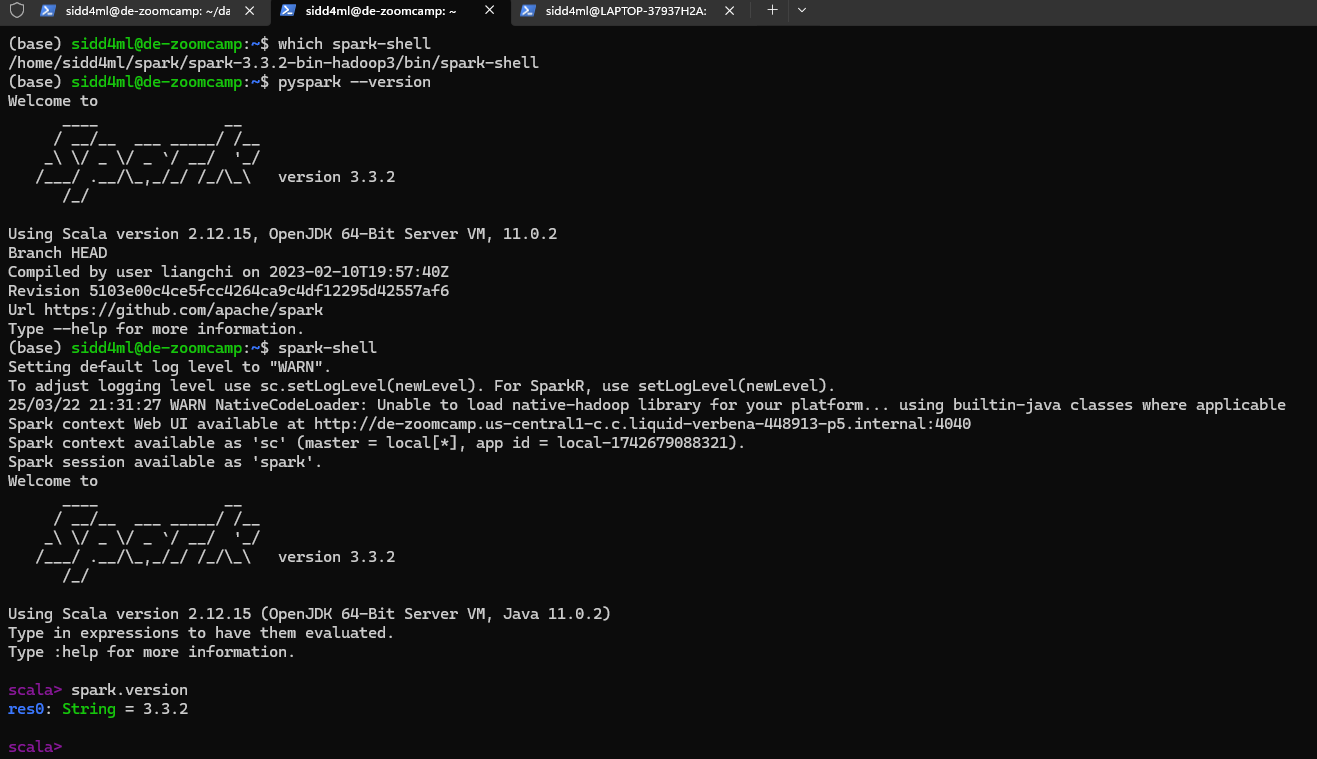 sidd4ml@de-zoomcamp: ~/da
sidd4ml@de-zoomcamp: ~
sidd4ml@LAPTOP-37937H2A:
(base) sidd4ml@de-zoomcamp:~$ which spark-shell
/home/sidd4ml/spark/spark-3.3.2-bin-hadoop3/bin/spark-shell
(base) sidd4ml@de-zoomcamp:~$ pyspark --version
Welcome to
      ____              __
     / __/__  ___ _____/ /__
    _\ \/ _ \/ _ `/ __/  '_/
   /___/ .__/\_,_/_/ /_/\_\   version 3.3.2
      /_/
Using Scala version 2.12.15, OpenJDK 64-Bit Server VM, 11.0.2
Branch HEAD
Compiled by user liangchi on 2023-02-10T19:57:40Z
Revision 5103e00c4ce5fcc4264ca9c4df12295d42557af6
Url https://github.com/apache/spark
Type --help for more information.
(base) sidd4ml@de-zoomcamp:~$ spark-shell
Setting default log level to "WARN".
To adjust logging level use sc.setLogLevel(newLevel). For SparkR, use setLogLevel(newLevel).
25/03/22 21:31:27 WARN NativeCodeLoader: Unable to load native-hadoop library for your platform... using builtin-java classes where applicable
Spark context Web UI available at http://de-zoomcamp.us-central1-c.c.liquid-verbena-448913-p5.internal:4040
Spark context available as 'sc' (master = local[*], app id = local-1742679088321).
Spark session available as 'spark'.
Welcome to
      ____              __
     / __/__  ___ _____/ /__
    _\ \/ _ \/ _ `/ __/  '_/
   /___/ .__/\_,_/_/ /_/\_\   version 3.3.2
      /_/
Using Scala version 2.12.15 (OpenJDK 64-Bit Server VM, Java 11.0.2)
Type in expressions to have them evaluated.
Type :help for more information.
scala> spark.version
res0: String = 3.3.2
scala>